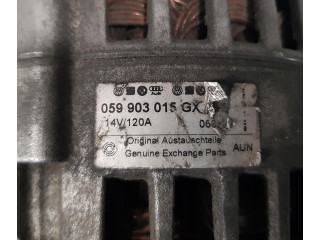 059 903 015 GX
14V/120A
Original Austauschteile
Genuine Exchange Parts AUN